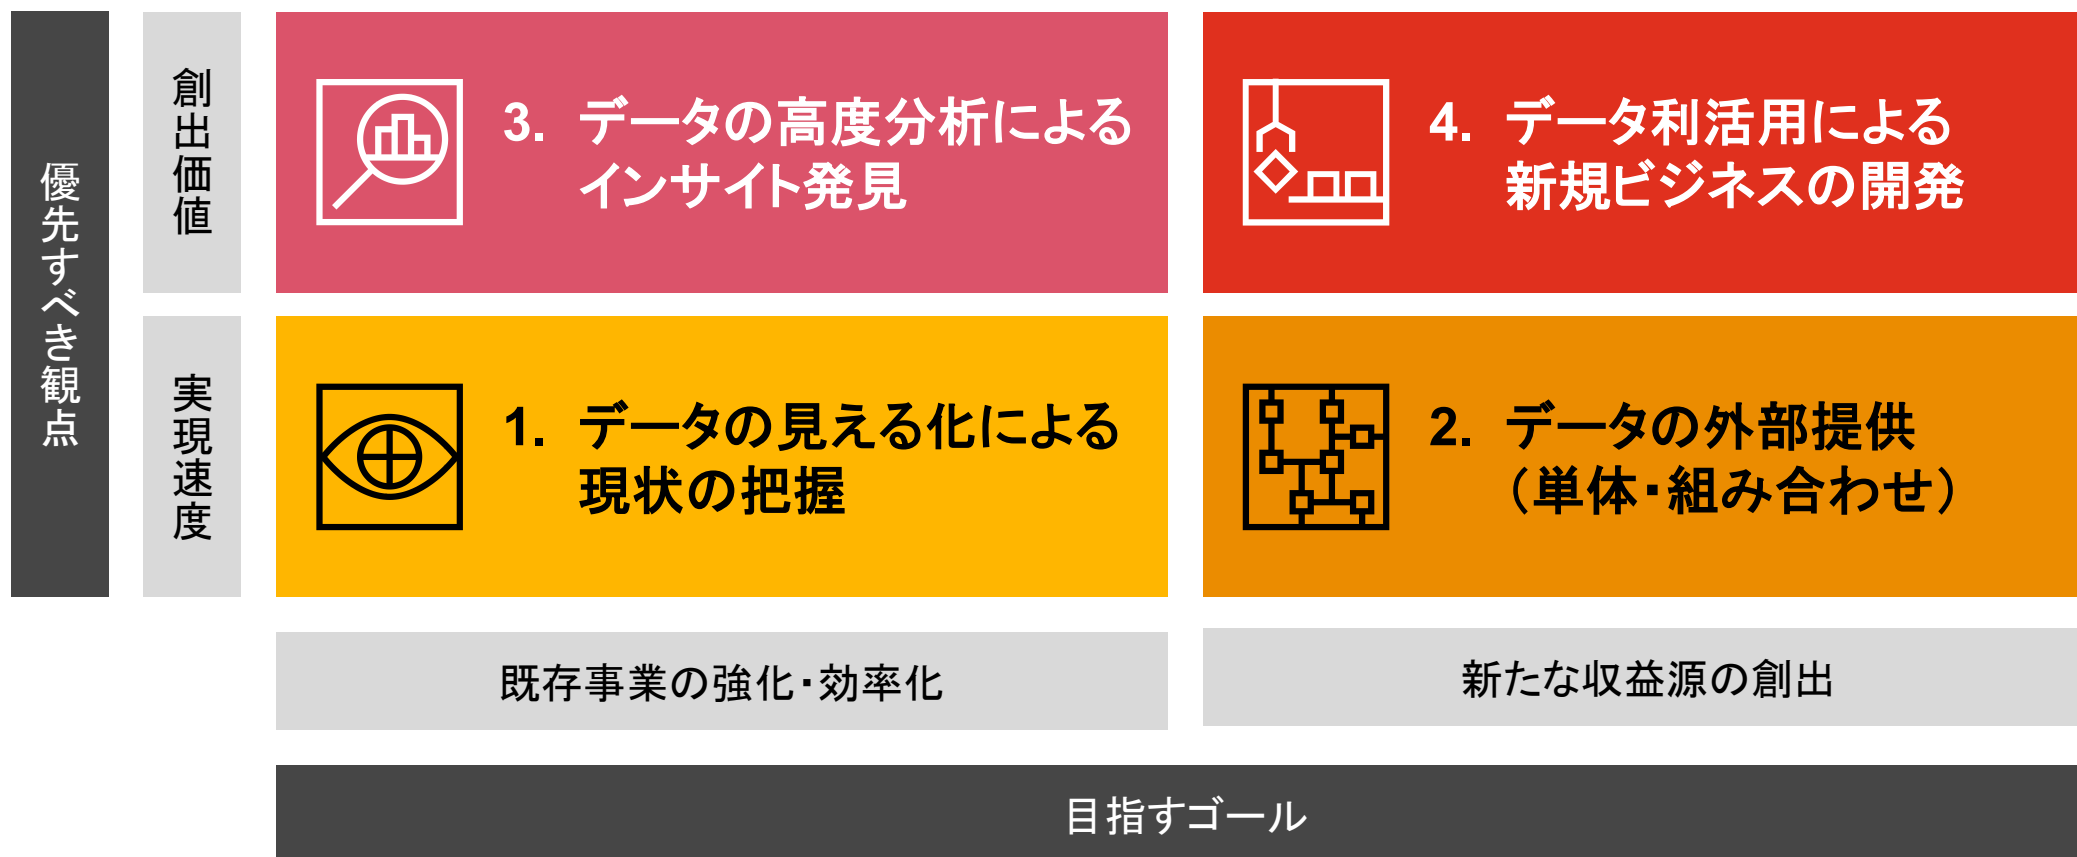 優先すべき観点
創出価値
3. データの高度分析による
インサイト発見
4. データ利活用による
新規ビジネスの開発
実現速度
1. データの見える化による
現状の把握
2. データの外部提供
（単体・組み合わせ）
既存事業の強化・効率化
新たな収益源の創出
目指すゴール